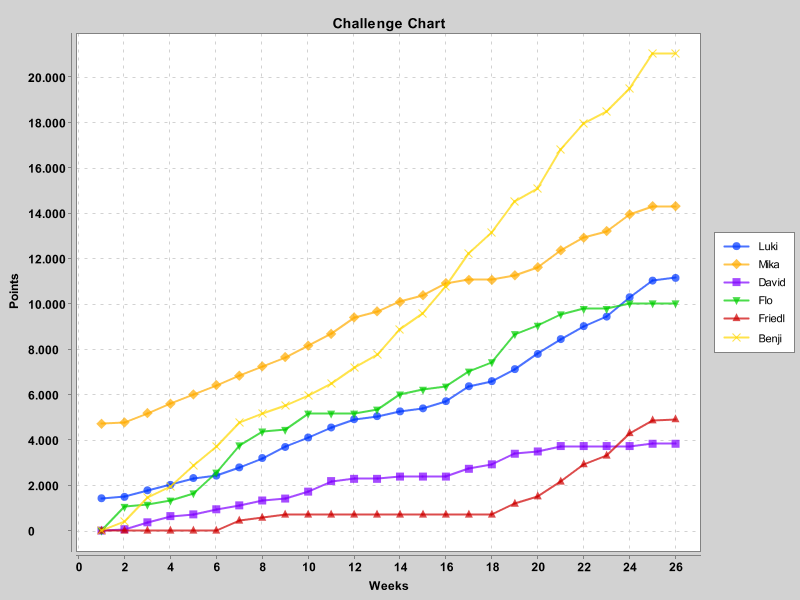 Challenge Chart
Points
20.000
18.000
16.000
14.000
12.000
10.000
8.000
6.000
4.000
2.000
0
0 2 4 6 8 10 12 14 16 18 20 22 24 26
Weeks
Luki
Mika
David
Flo
Friedl
Benji